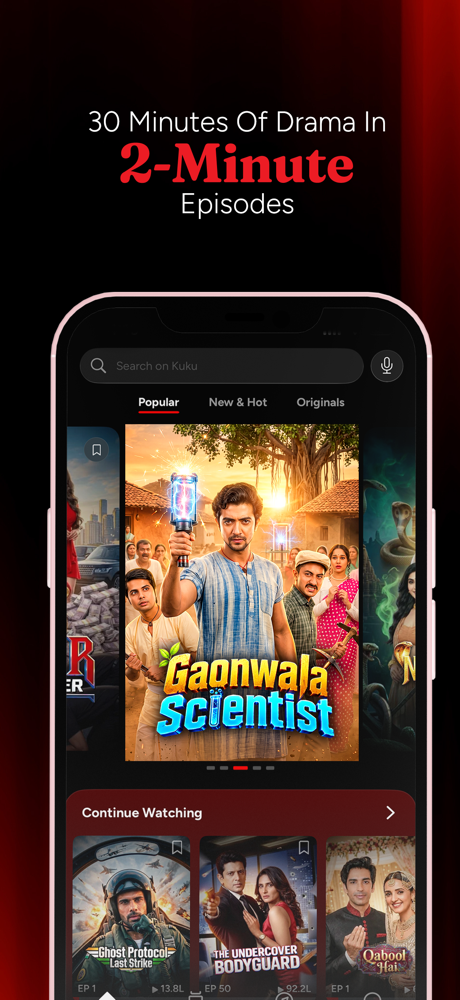 30 Minutes Of Drama In
2-Minute
Episodes
Search on Kuku
Popular New & Hot Originals
Gaonwala
Scientist
Continue Watching
Ghost Protocol
Last Strike
EP 1 13.8L
THE UNDERCOVER
BODYGUARD
EP 50 92.2L
Qabool
Hai
EP 1